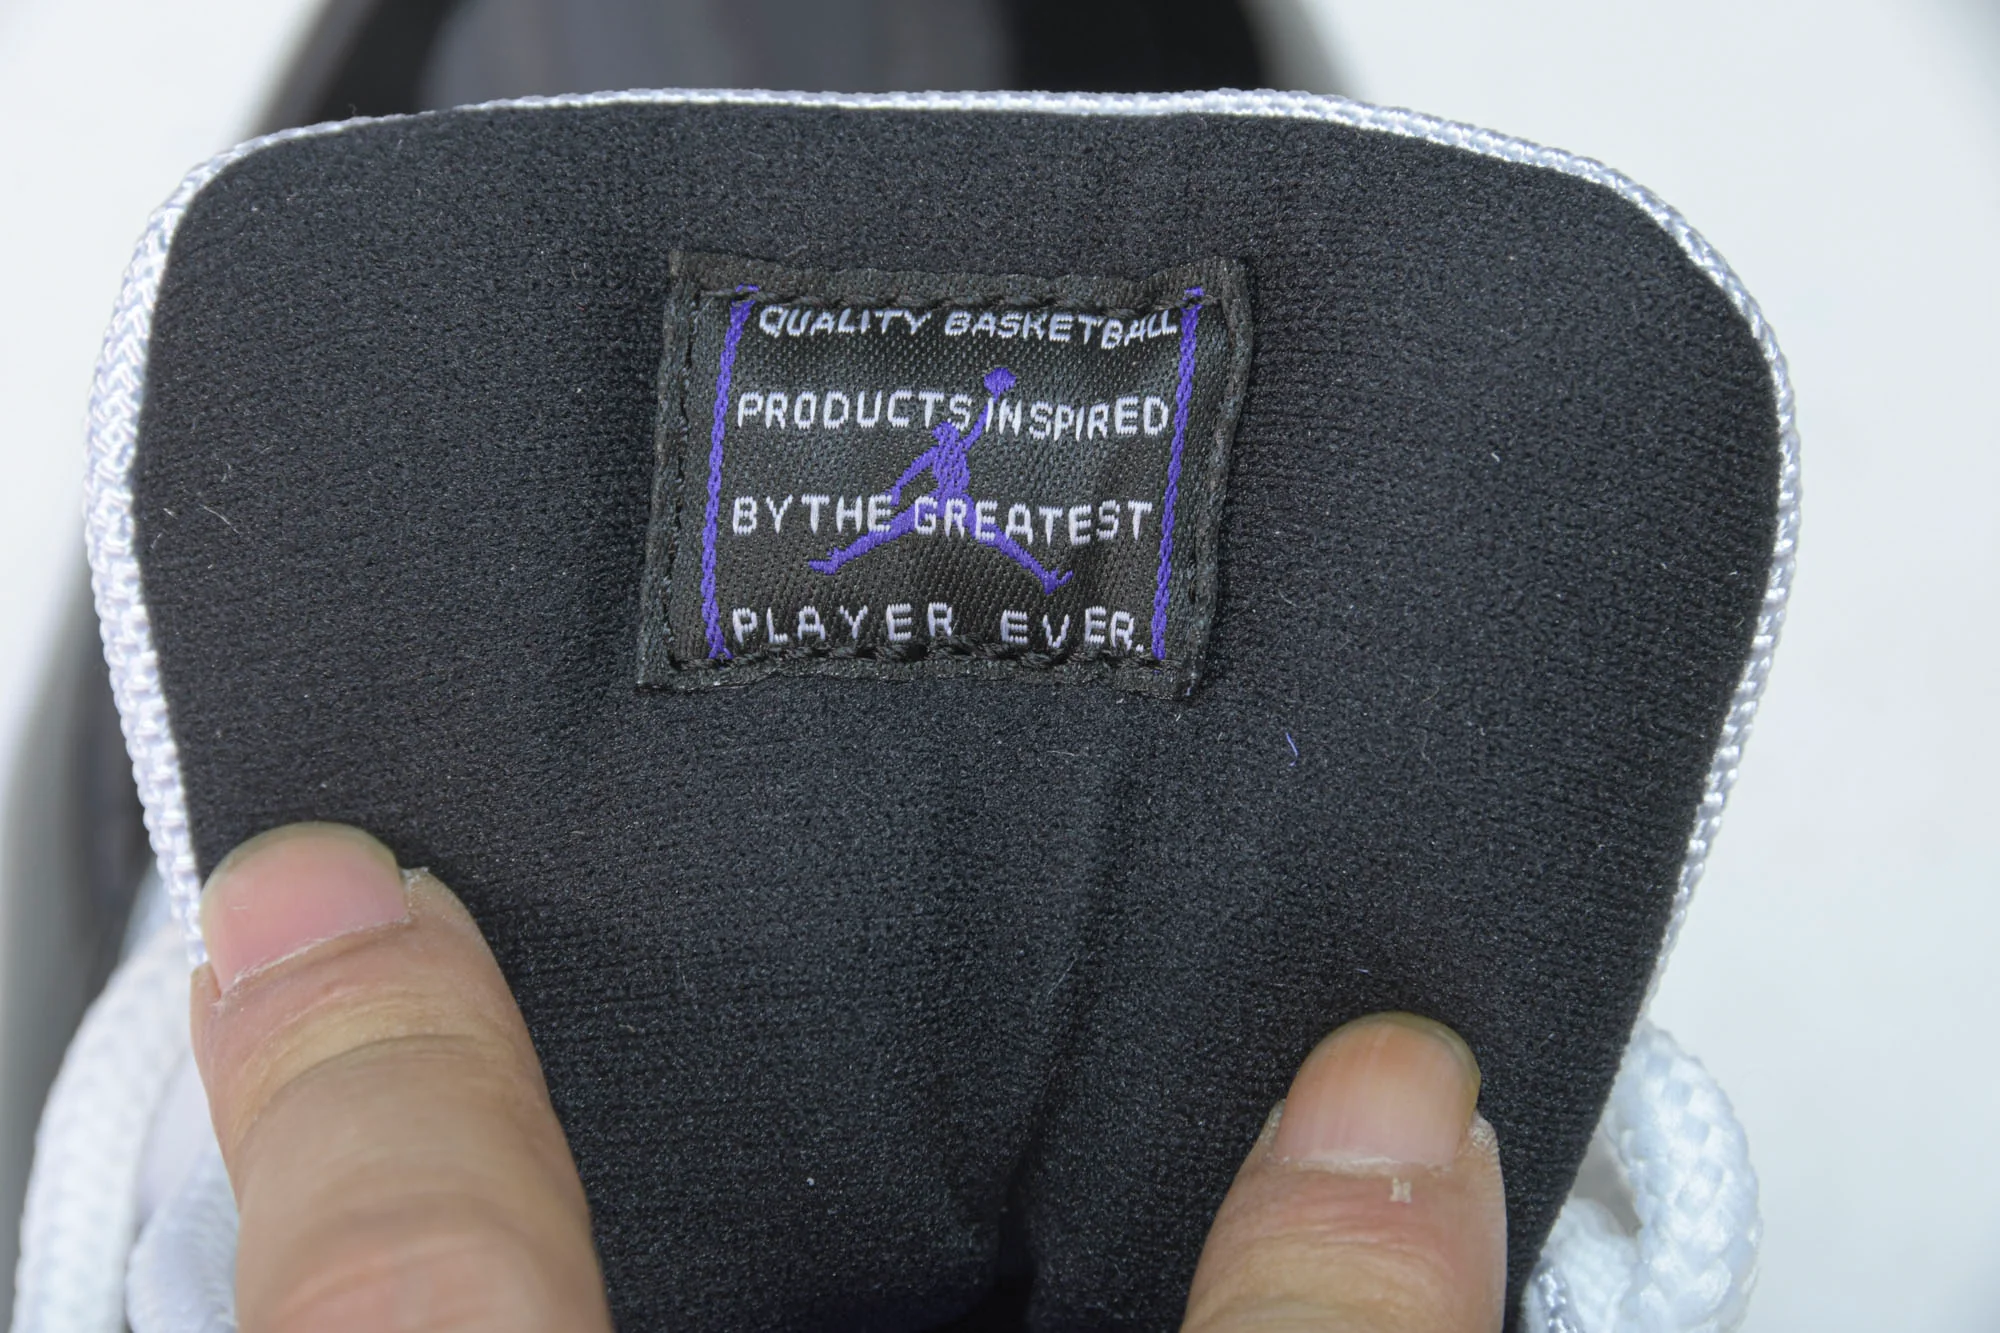 QUALITY BASKETBALL
PRODUCTS INSPIRED
BY THE GREATEST
PLAYER EVER.